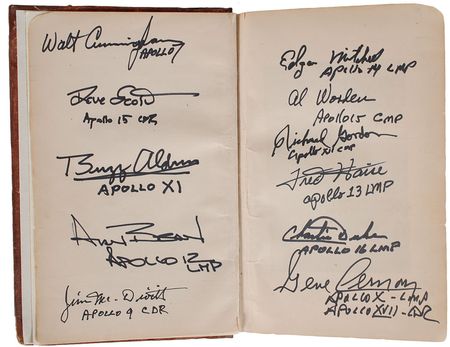 Walt Cunningham
APOLLO 7
Dave Scott
Apollo 15 CDR
Buzz Aldrin
APOLLO XI
Alan Bean
APOLLO 12
LMP
Jim McDivitt
APOLLO 9 CDR
Edgar Mitchell
APOLLO 14 LMP
Al Worden
Apollo 15 CMP
Richard Gordon
Apollo XII CMP
Fred Haise
apollo 13 LMP
Charlie Duke
APOLLO 16 LMP
Gene Cernan
APOLLO X - LMP
APOLLO XVII - CDR